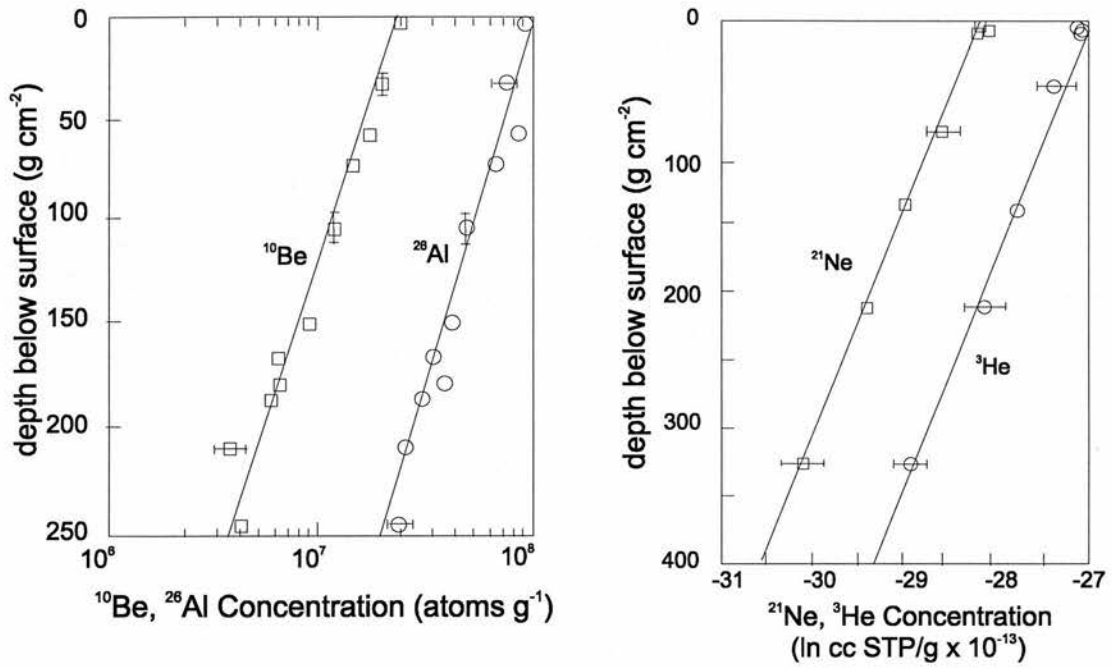 0
50
100
150
200
250
depth below surface (g cm⁻²)
¹⁰Be
²⁶Al
10⁶
10⁷
10⁸
¹⁰Be, ²⁶Al Concentration (atoms g⁻¹)
0
100
200
300
400
depth below surface (g cm⁻²)
²¹Ne
³He
-31
-30
-29
-28
-27
²¹Ne, ³He Concentration
(ln cc STP/g x 10⁻¹³)